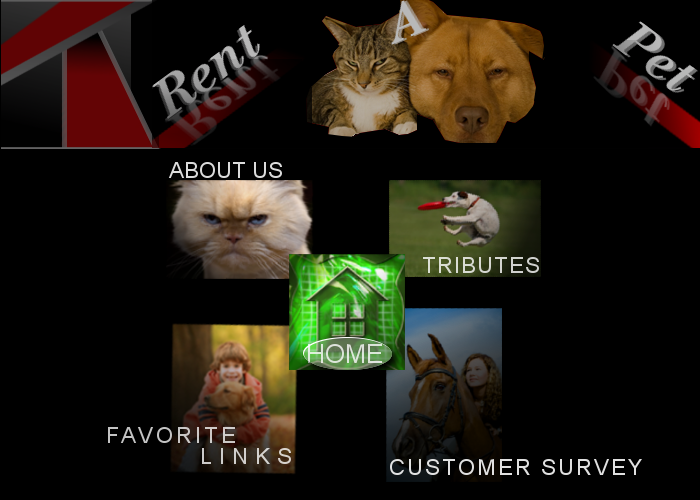 Rent
A
Pet
ABOUT US
TRIBUTES
HOME
FAVORITE
LINKS
CUSTOMER SURVEY